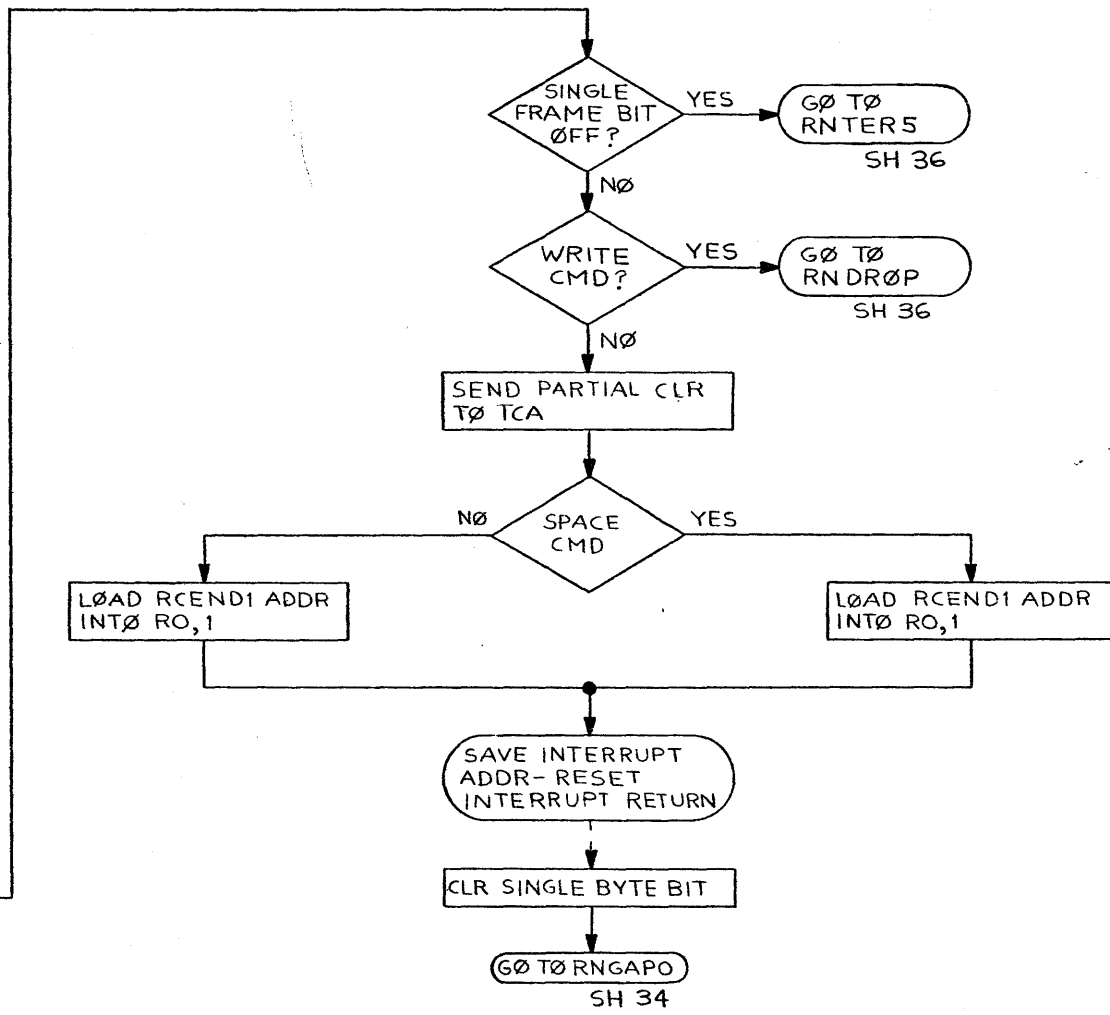 SINGLE
FRAME BIT
ØFF?
YES
GØ TØ
RNTER5
SH 36
NØ
WRITE
CMD?
YES
GØ TØ
RNDRØP
SH 36
NØ
SEND PARTIAL CLR
TØ TCA
NØ
SPACE
CMD
YES
LØAD RCEND1 ADDR
INTØ RO,1
LØAD RCEND1 ADDR
INTØ RO,1
SAVE INTERRUPT
ADDR-RESET
INTERRUPT RETURN
CLR SINGLE BYTE BIT
GØ TØ RNGAPO
SH 34